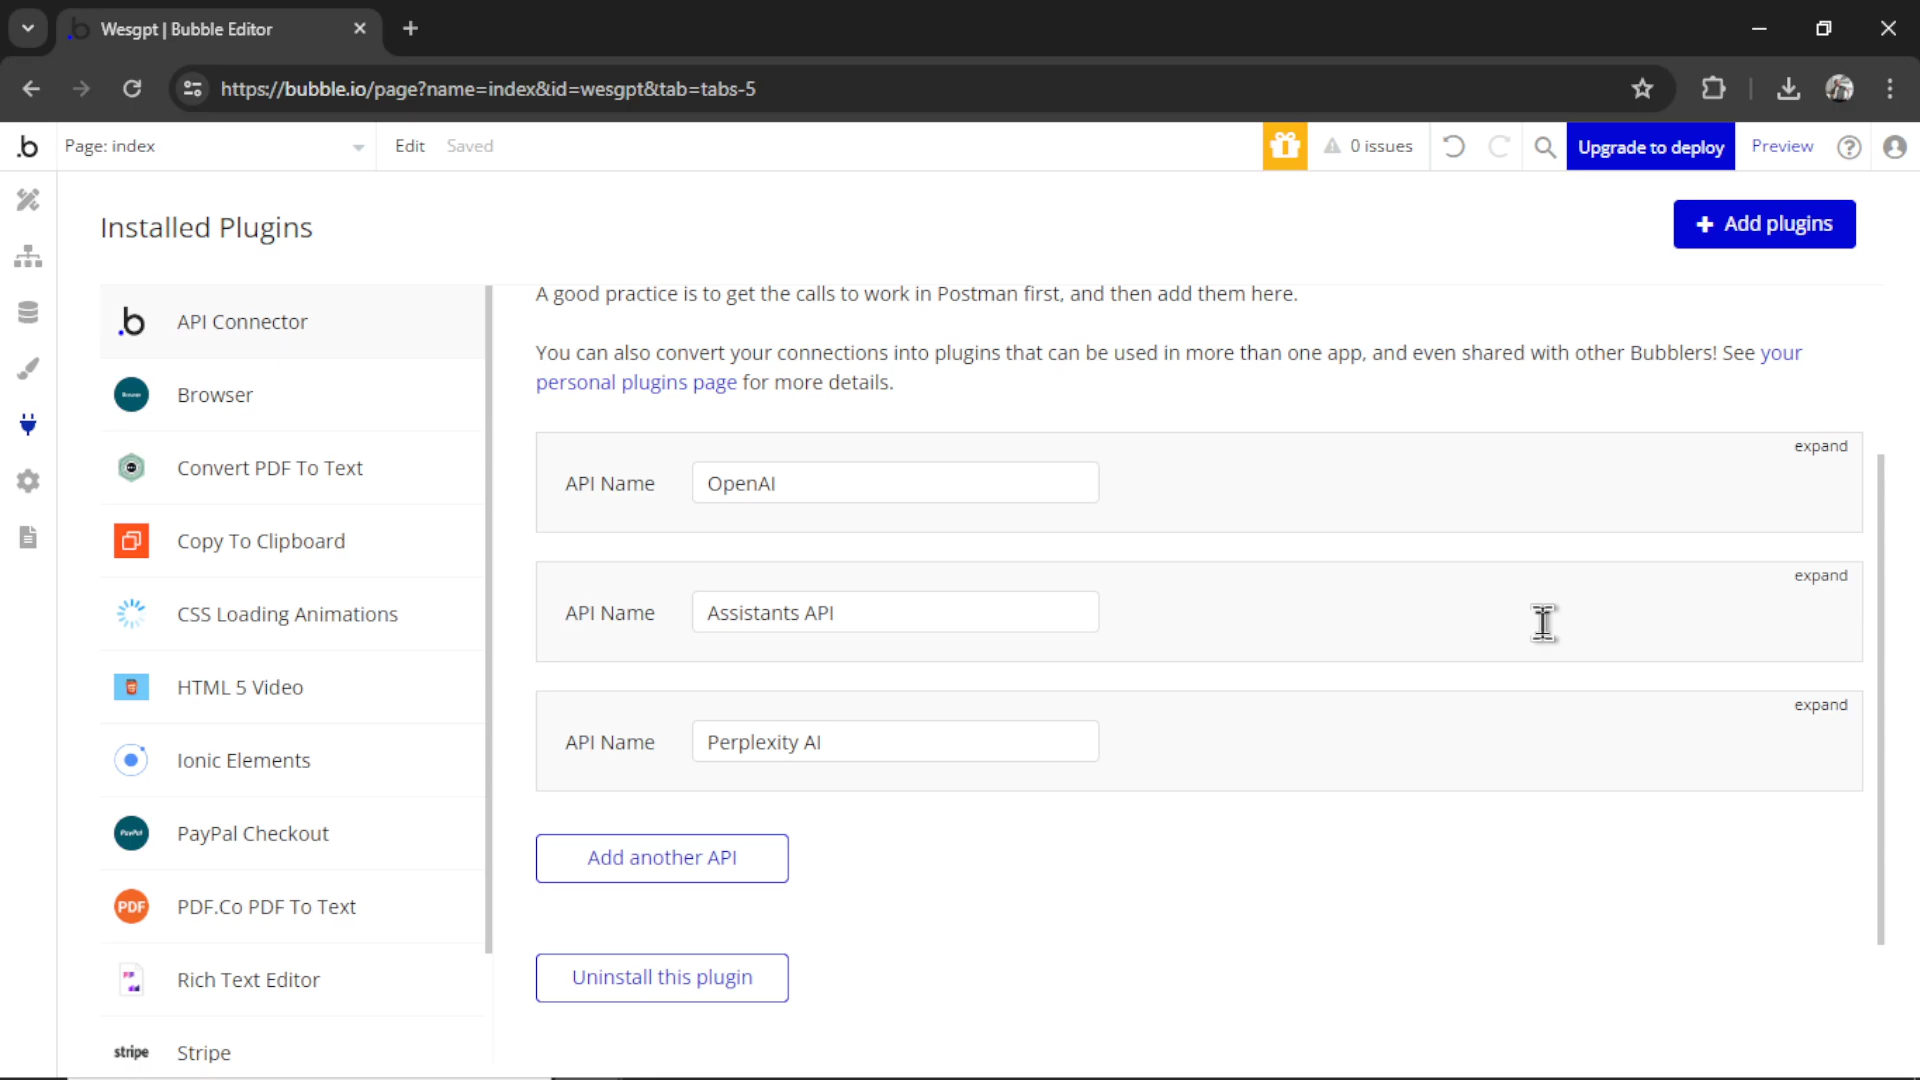 Wesgpt | Bubble Editor
https://bubble.io/page?name=index&id=wesgpt&tab=tabs-5
Page: index
Edit
Saved
0 issues
Upgrade to deploy
Preview
Installed Plugins
Add plugins
API Connector
Browser
Convert PDF To Text
Copy To Clipboard
CSS Loading Animations
HTML 5 Video
Ionic Elements
PayPal Checkout
PDF
PDF.Co PDF To Text
Rich Text Editor
stripe
Stripe
A good practice is to get the calls to work in Postman first, and then add them here.
You can also convert your connections into plugins that can be used in more than one app, and even shared with other Bubblers! See your
personal plugins page for more details.
expand
API Name
OpenAI
expand
API Name
Assistants API
expand
API Name
Perplexity AI
Add another API
Uninstall this plugin